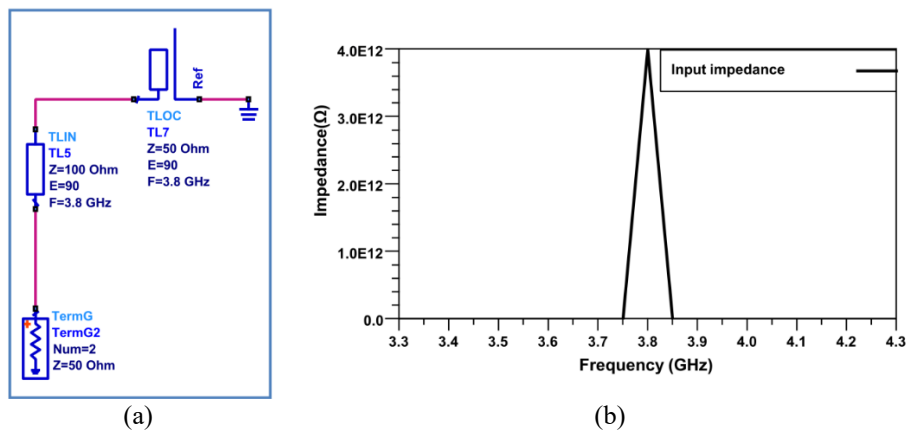 Ref
TLOC
TL7
Z=50 Ohm
E=90
F=3.8 GHz
TLIN
TL5
Z=100 Ohm
E=90
F=3.8 GHz
TermG
TermG2
Num=2
Z=50 Ohm
(a)
Input impedance
Impedance(Ω)
4.0E12
3.0E12
2.0E12
1.0E12
0.0
3.3 3.4 3.5 3.6 3.7 3.8 3.9 4.0 4.1 4.2 4.3
Frequency (GHz)
(b)